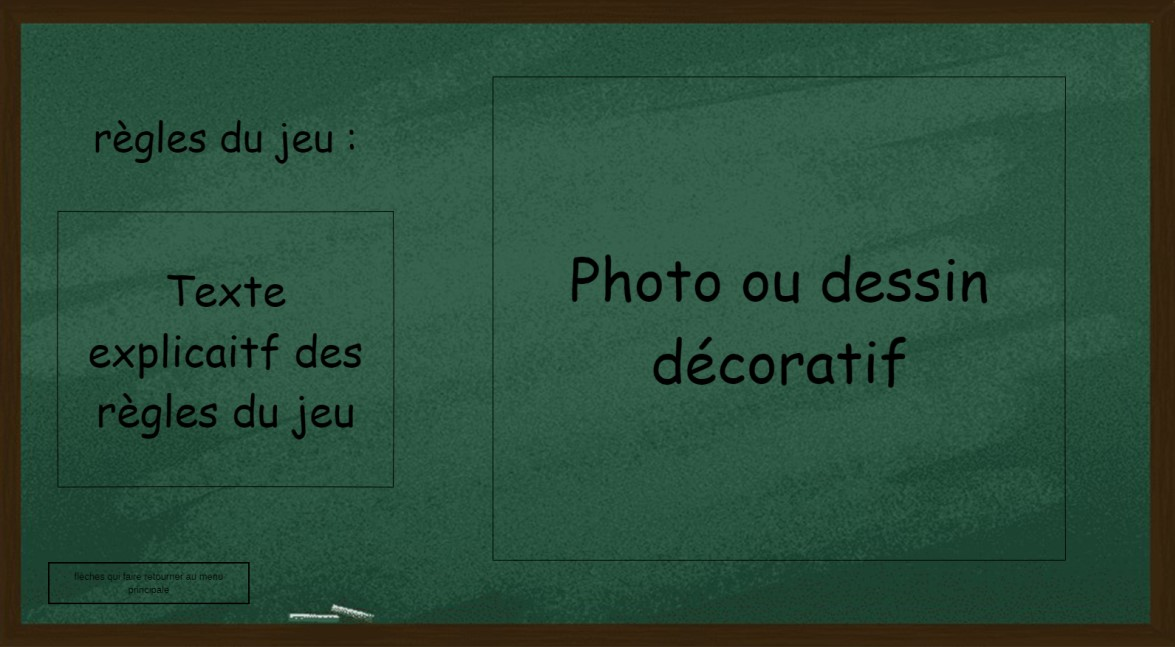 règles du jeu :
Texte
explicaitf des
règles du jeu
Photo ou dessin
décoratif
flèches qui faire retourner au menu
principale